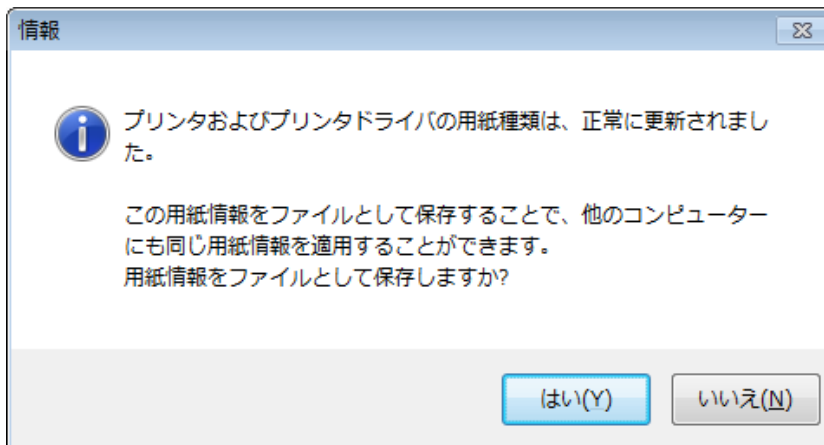 情報
プリンタおよびプリンタドライバの用紙種類は、正常に更新されまし
た。
この用紙情報をファイルとして保存することで、他のコンピューター
にも同じ用紙情報を適用することができます。
用紙情報をファイルとして保存しますか?
はい(Y)
いいえ(N)